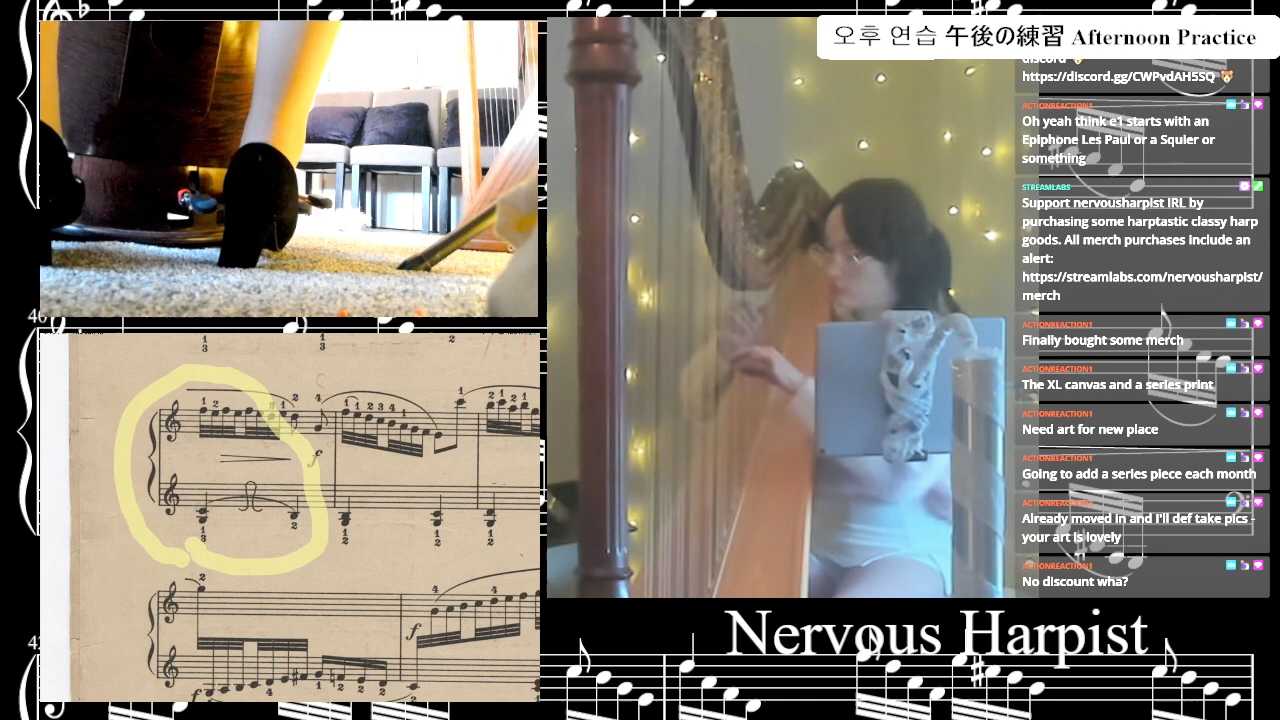 오후 연습 午後の練習 Afternoon Practice
discord
https://discord.gg/CWPvdAH5SQ
ACTIONREACTION1
Oh yeah think e1 starts with an
Epiphone Les Paul or a Squier or
something
STREAMLABS
Support nervousharpist IRL by
purchasing some harptastic classy harp
goods. All merch purchases include an
alert:
https://streamlabs.com/nervousharpist/
merch
ACTIONREACTION1
Finally bought some merch
ACTIONREACTION1
The XL canvas and a series print
ACTIONREACTION1
Need art for new place
ACTIONREACTION1
Going to add a series piece each month
ACTIONREACTION1
Already moved in and I'll def take pics -
your art is lovely
ACTIONREACTION1
No discount wha?
Nervous Harpist